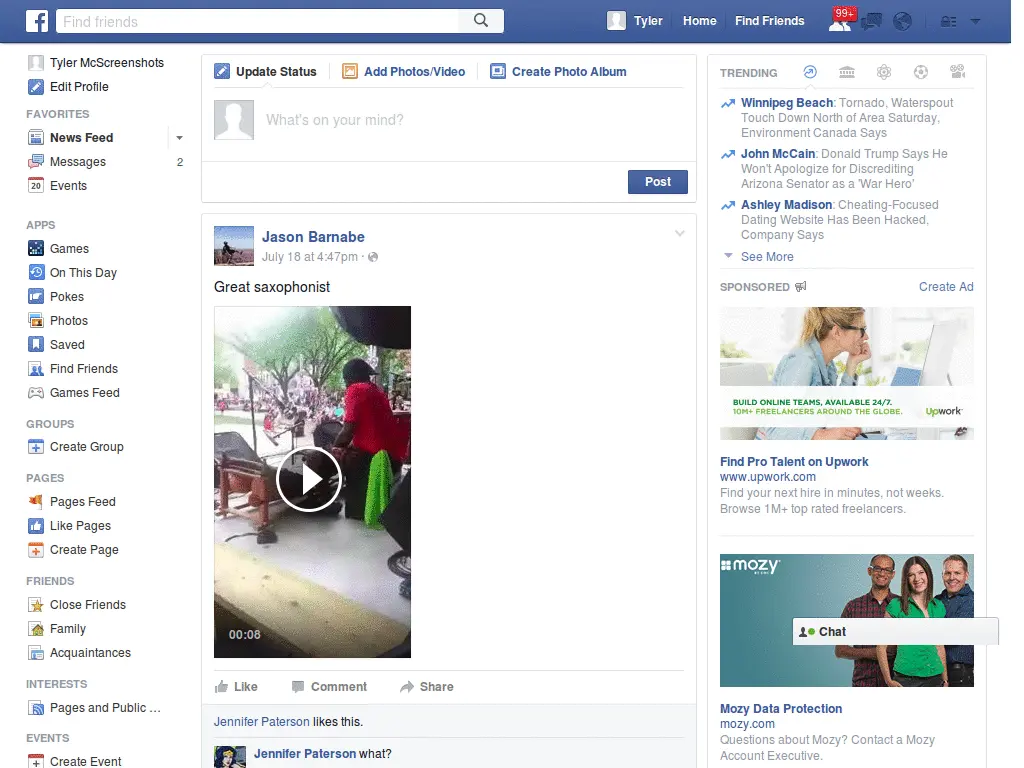 Find friends
Tyler
Home
Find Friends
99+
Tyler McScreenshots
Edit Profile
FAVORITES
News Feed
Messages 2
20 Events
APPS
Games
On This Day
Pokes
Photos
Saved
Find Friends
Games Feed
GROUPS
Create Group
PAGES
Pages Feed
Like Pages
Create Page
FRIENDS
Close Friends
Family
Acquaintances
INTERESTS
Pages and Public ...
EVENTS
Create Event
Update Status
Add Photos/Video
Create Photo Album
What's on your mind?
Post
Jason Barnabe
July 18 at 4:47pm ·
Great saxophonist
00:08
Like
Comment
Share
Jennifer Paterson likes this.
Jennifer Paterson what?
TRENDING
Winnipeg Beach: Tornado, Waterspout
Touch Down North of Area Saturday,
Environment Canada Says
John McCain: Donald Trump Says He
Won't Apologize for Discrediting
Arizona Senator as a 'War Hero'
Ashley Madison: Cheating-Focused
Dating Website Has Been Hacked,
Company Says
See More
SPONSORED
Create Ad
BUILD ONLINE TEAMS, AVAILABLE 24/7.
10M+ FREELANCERS AROUND THE GLOBE.
Upwork
Find Pro Talent on Upwork
www.upwork.com
Find your next hire in minutes, not weeks.
Browse 1M+ top rated freelancers.
mozy
Chat
Mozy Data Protection
mozy.com
Questions about Mozy? Contact a Mozy
Account Executive.